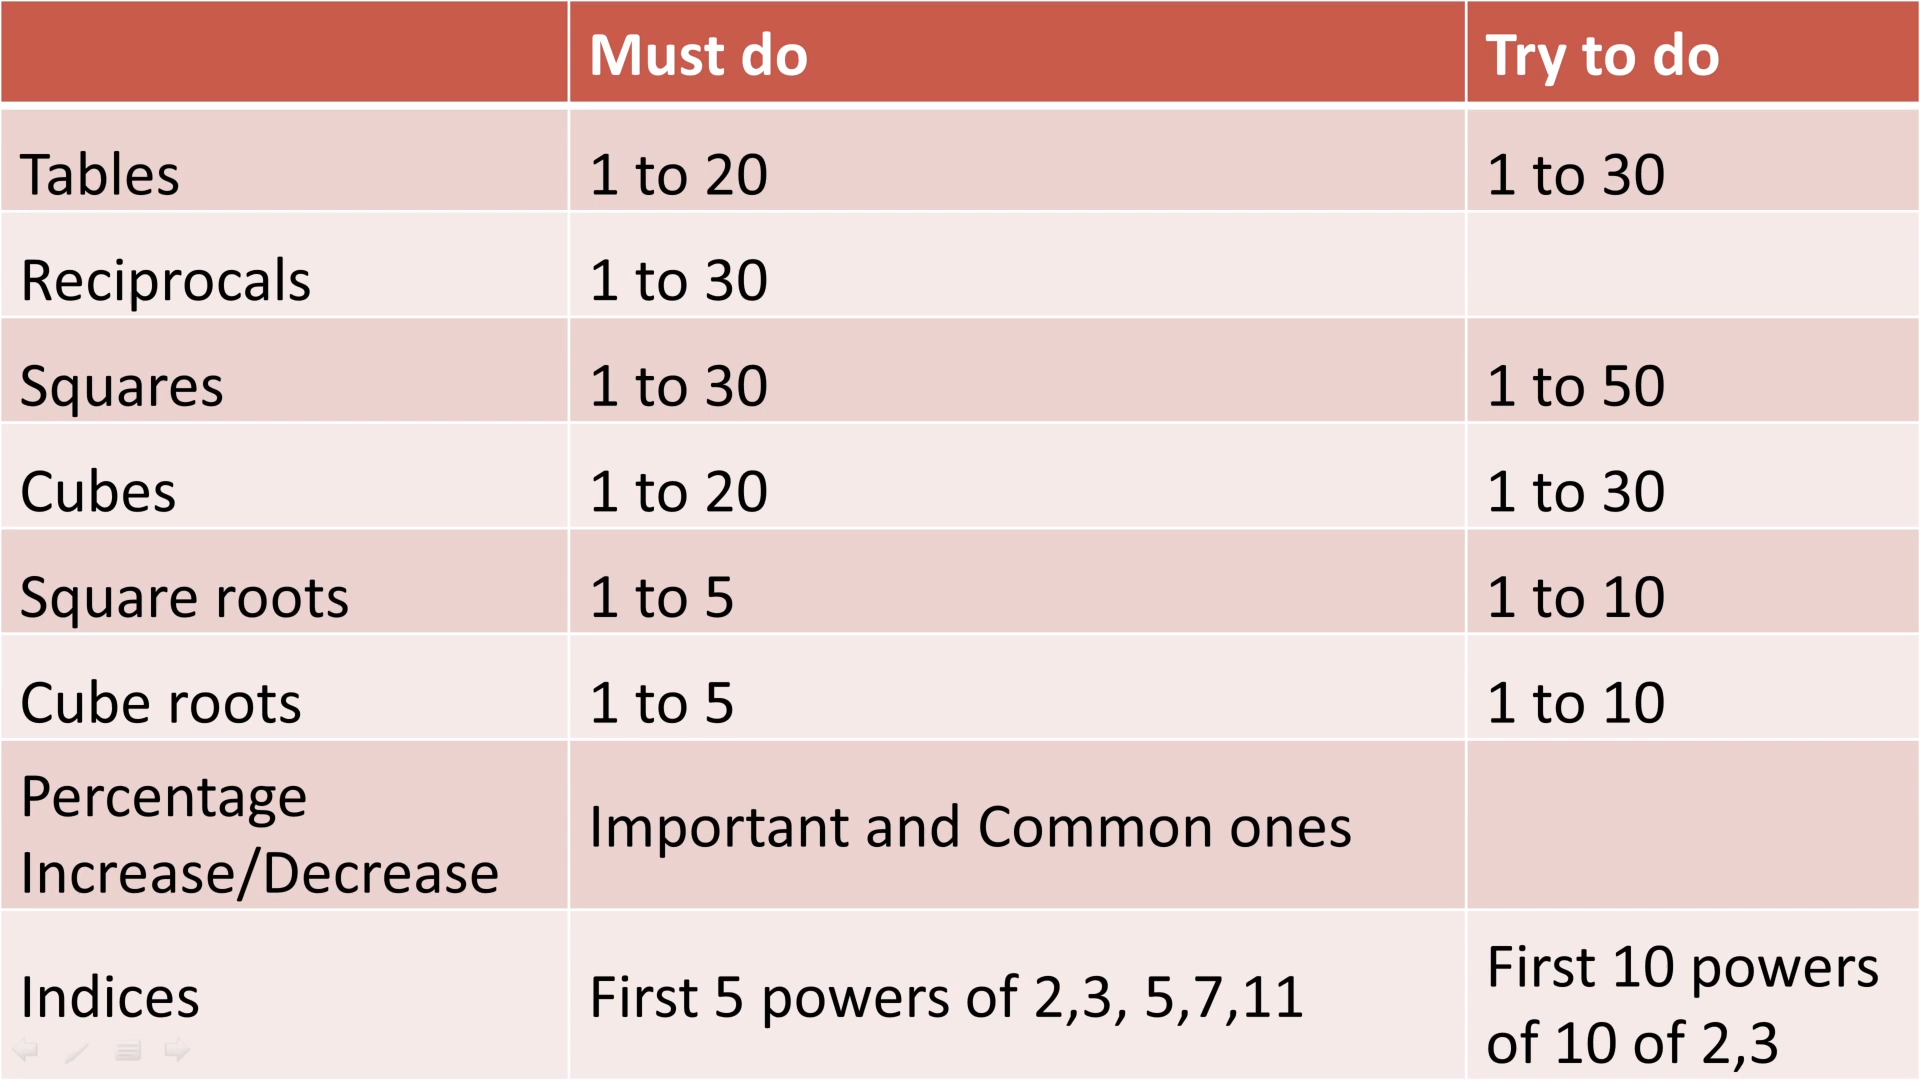 Must do Try to do
Tables 1 to 20 1 to 30
Reciprocals 1 to 30
Squares 1 to 30 1 to 50
Cubes 1 to 20 1 to 30
Square roots 1 to 5 1 to 10
Cube roots 1 to 5 1 to 10
Percentage
Increase/Decrease
Important and Common ones
Indices
First 5 powers of 2,3, 5,7,11
First 10 powers
of 10 of 2,3